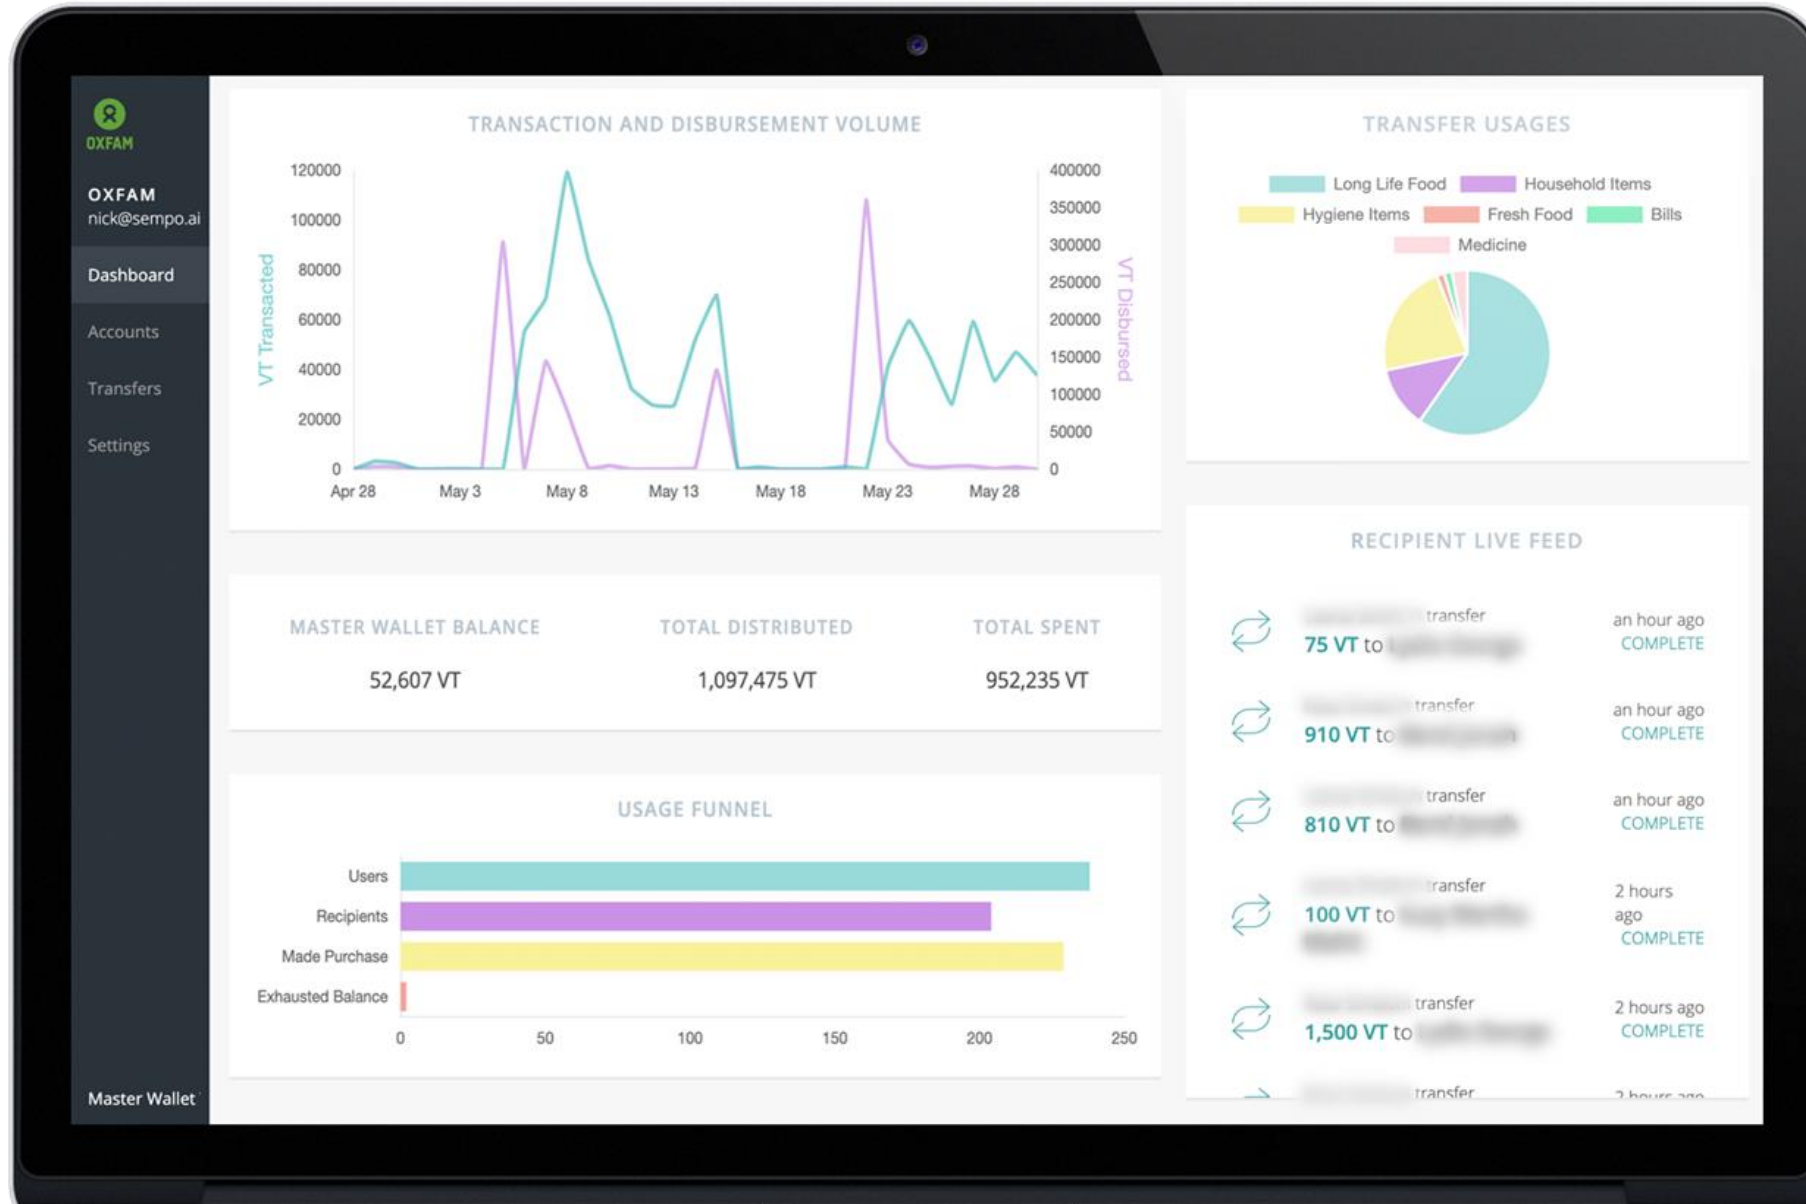 OXFAM
OXFAM
nick@sempo.ai
Dashboard
Accounts
Transfers
Settings
Master Wallet
TRANSACTION AND DISBURSEMENT VOLUME
VT Transacted
120000
100000
80000
60000
40000
20000
0
400000
350000
300000
250000
200000
150000
100000
50000
0
VT Disbursed
Apr 28 May 3 May 8 May 13 May 18 May 23 May 28
MASTER WALLET BALANCE TOTAL DISTRIBUTED TOTAL SPENT
52,607 VT 1,097,475 VT 952,235 VT
USAGE FUNNEL
Users
Recipients
Made Purchase
Exhausted Balance
0 50 100 150 200 250
TRANSFER USAGES
Long Life Food Household Items
Hygiene Items Fresh Food Bills
Medicine
RECIPIENT LIVE FEED
transfer an hour ago
75 VT to COMPLETE
transfer an hour ago
910 VT to COMPLETE
transfer an hour ago
810 VT to COMPLETE
transfer 2 hours
100 VT to ago
COMPLETE
transfer 2 hours ago
1,500 VT to COMPLETE
transfer 2 hours ago